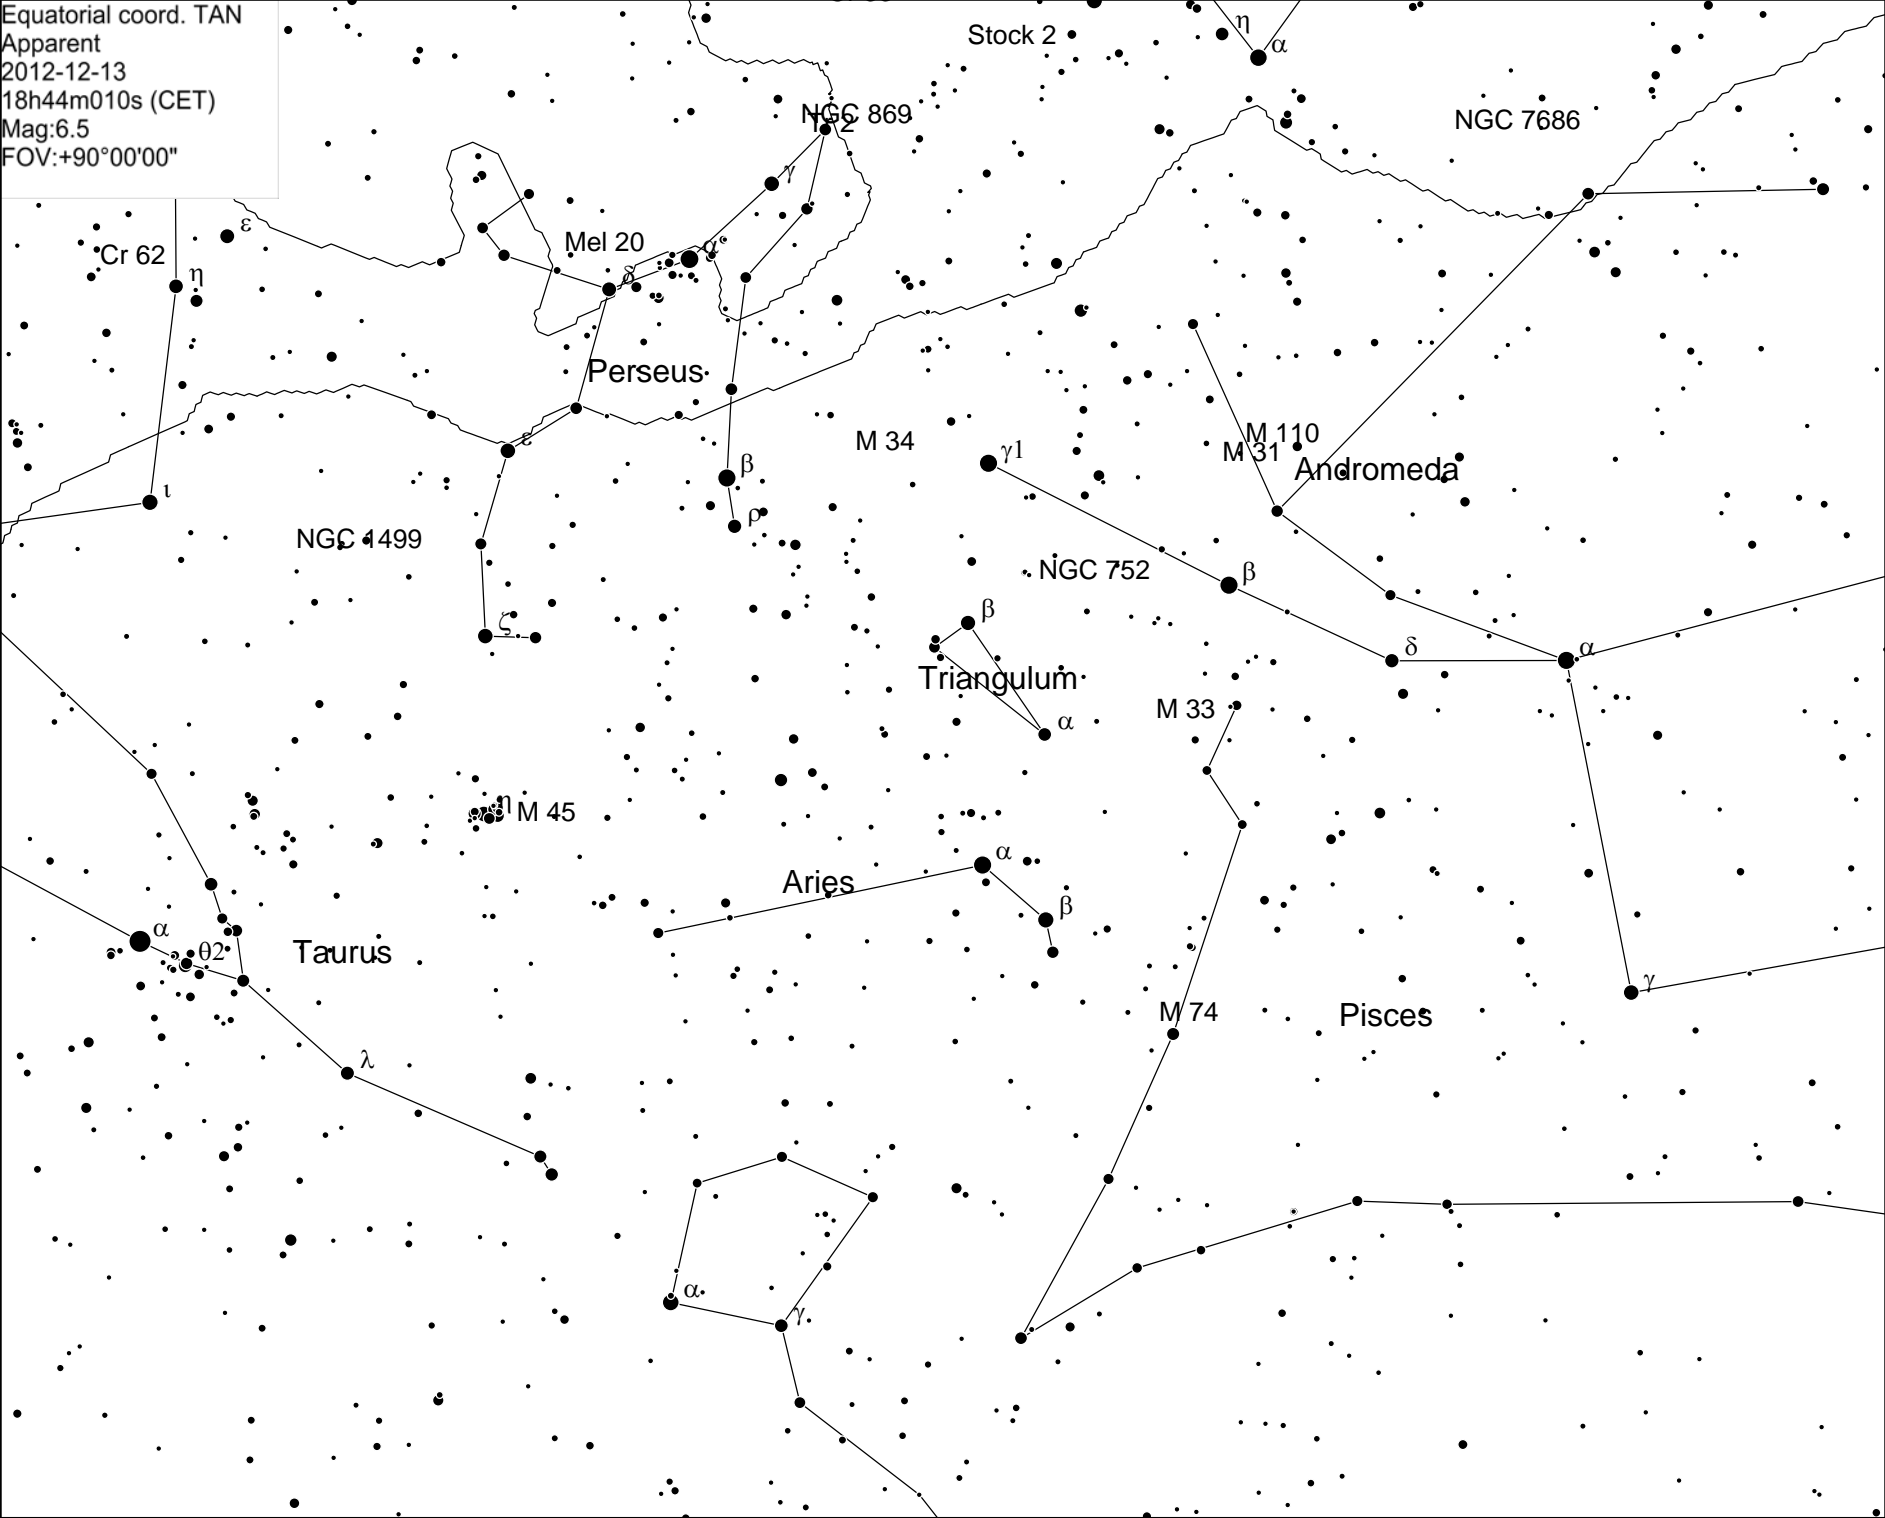 Equatorial coord. TAN
Apparent
2012-12-13
18h44m010s (CET)
Mag:6.5
FOV:+90°00'00"
η
Stock 2
α
NGC 869
NGC 7686
γ
ε
Cr 62
Mel 20
α
η
δ
Perseus
ε
M 34
γ1
M 110
M 31
Andromeda
β
ι
ρ
NGC 1499
NGC 752
β
ζ
β
δ
α
Triangulum
M 33
α
η
M 45
α
Aries
β
α
θ2
Taurus
γ
M 74
Pisces
λ
α
γ